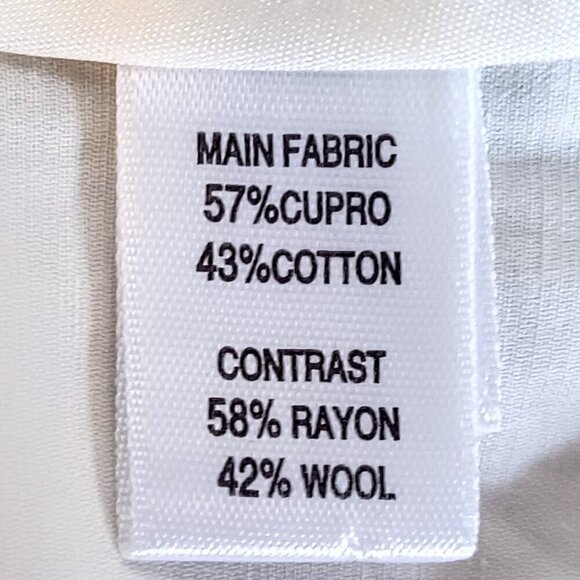 MAIN FABRIC
57%CUPRO
43%COTTON
CONTRAST
58% RAYON
42% WOOL